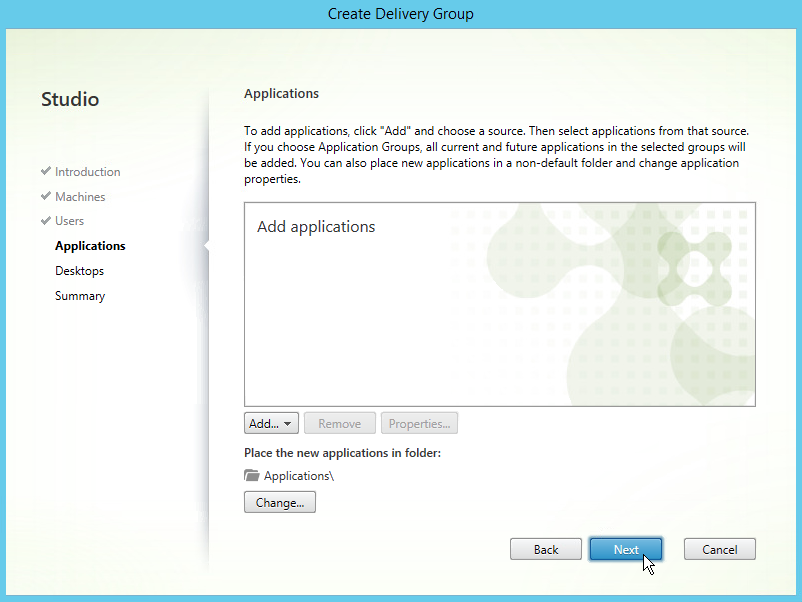 Create Delivery Group
Studio
Introduction
Machines
Users
Applications
Desktops
Summary
Applications
To add applications, click "Add" and choose a source. Then select applications from that source.
If you choose Application Groups, all current and future applications in the selected groups will
be added. You can also place new applications in a non-default folder and change application
properties.
Add applications
Add...
Remove
Properties...
Place the new applications in folder:
Applications\
Change...
Back
Next
Cancel